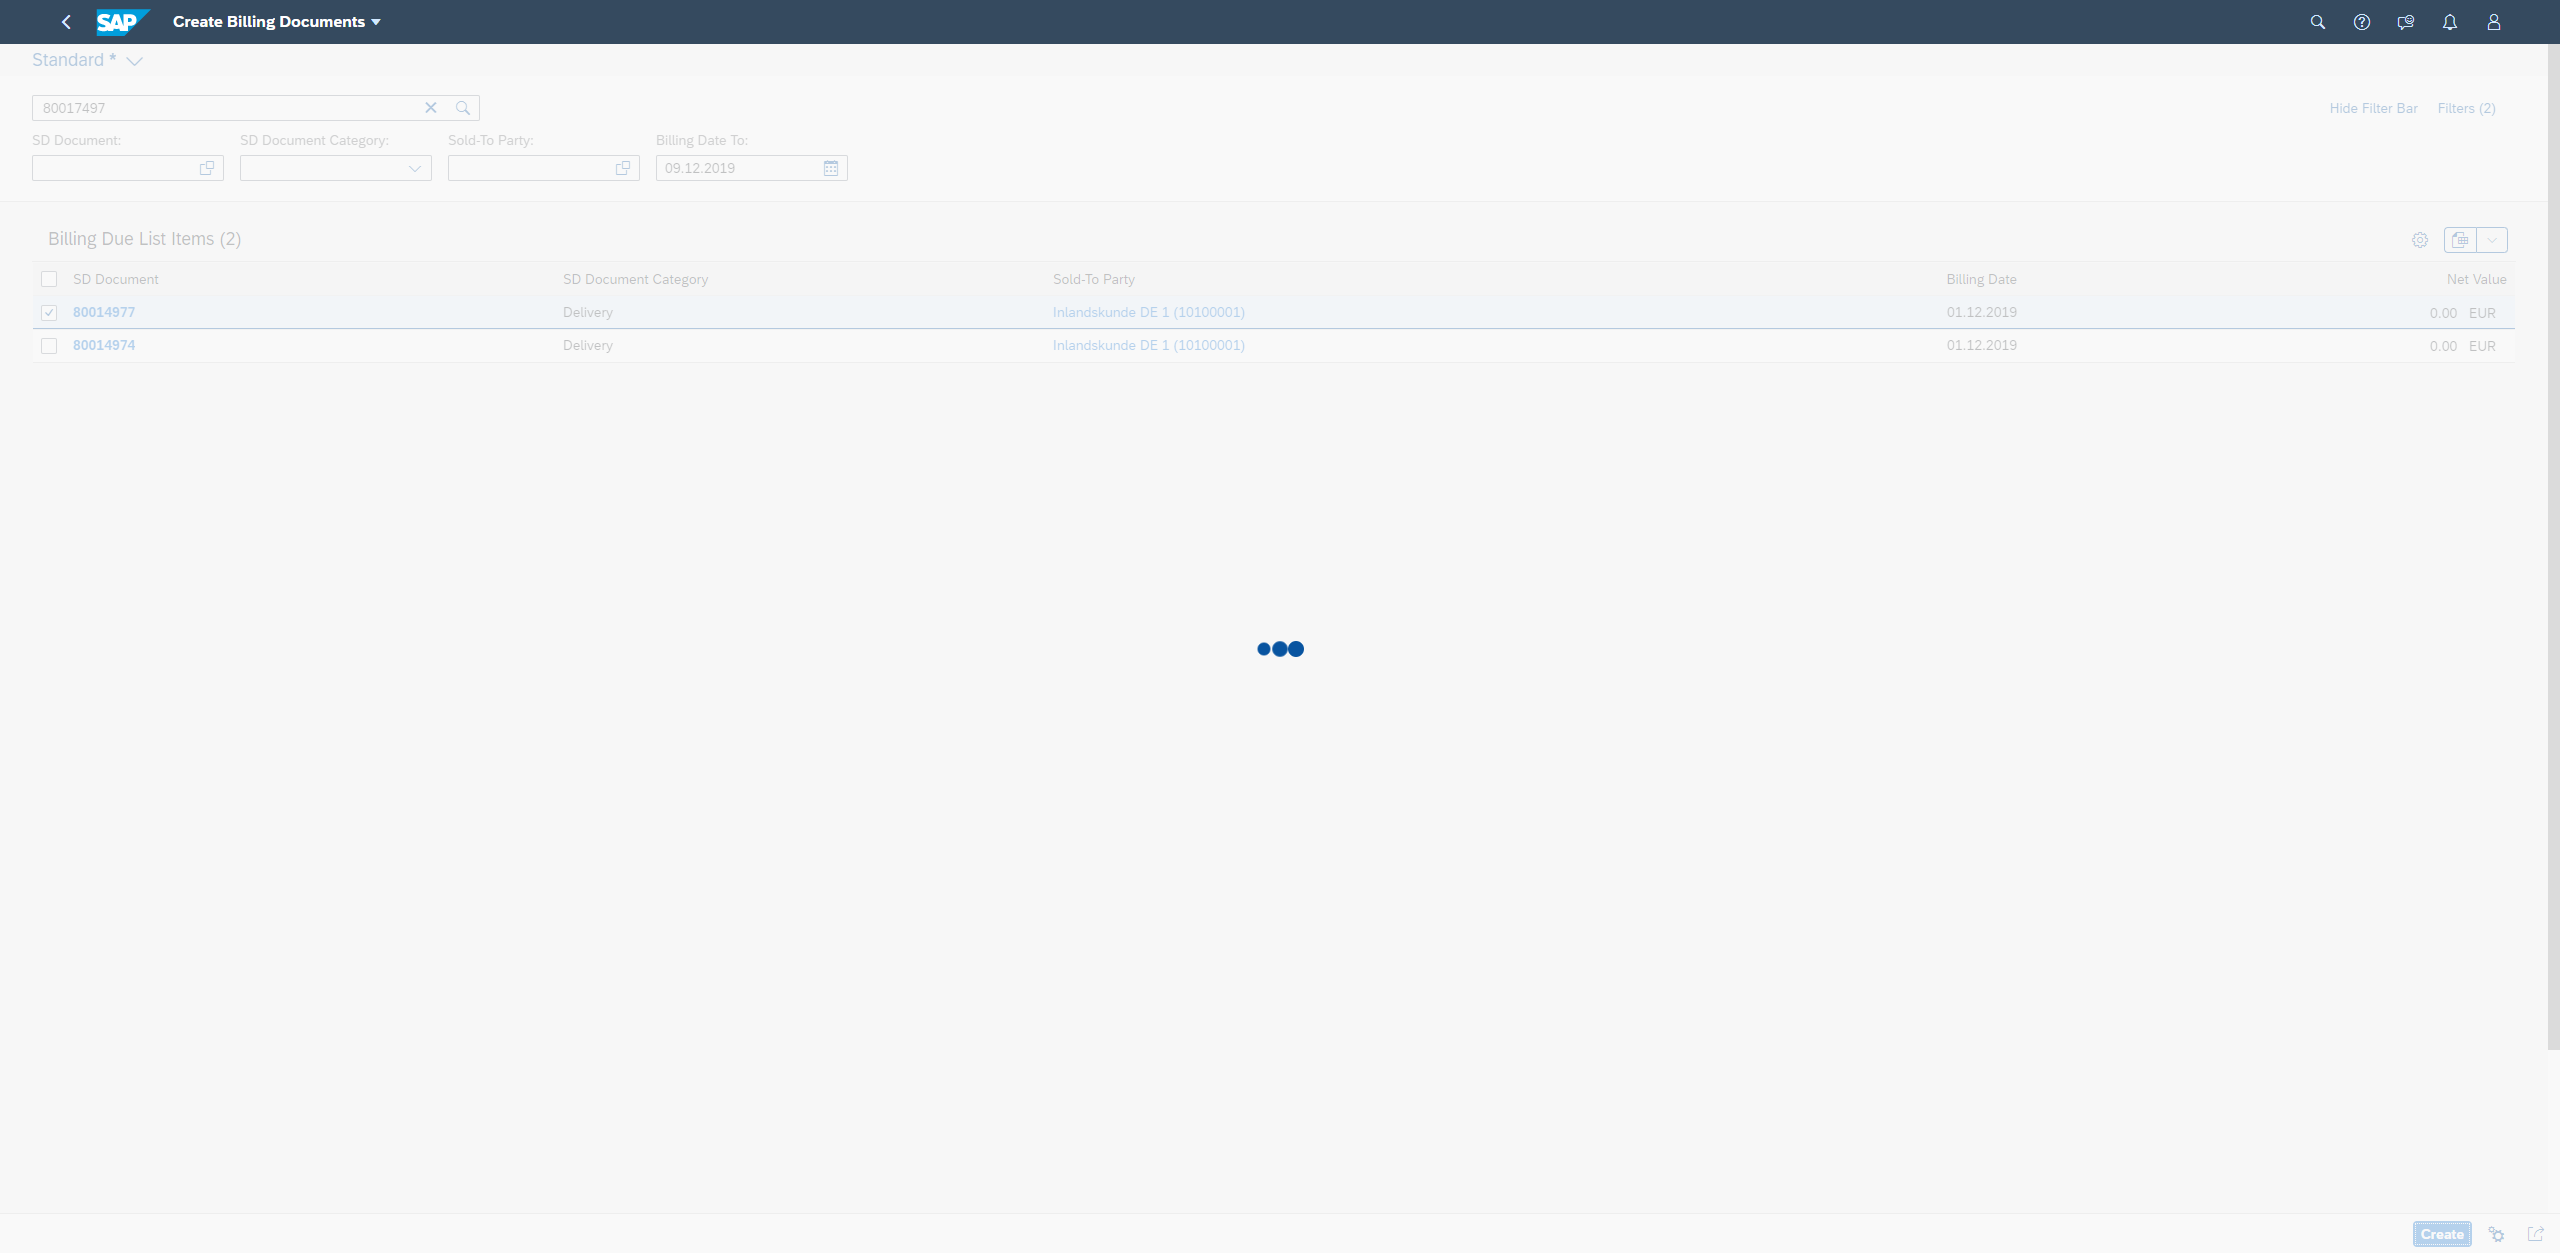 SAP Create Billing Documents
Standard *
80017497
Hide Filter Bar Filters (2)
SD Document: SD Document Category: Sold-To Party: Billing Date To:
09.12.2019
Billing Due List Items (2)
SD Document SD Document Category Sold-To Party Billing Date Net Value
80014977 Delivery Inlandskunde DE 1 (10100001) 01.12.2019 0.00 EUR
80014974 Delivery Inlandskunde DE 1 (10100001) 01.12.2019 0.00 EUR
Create